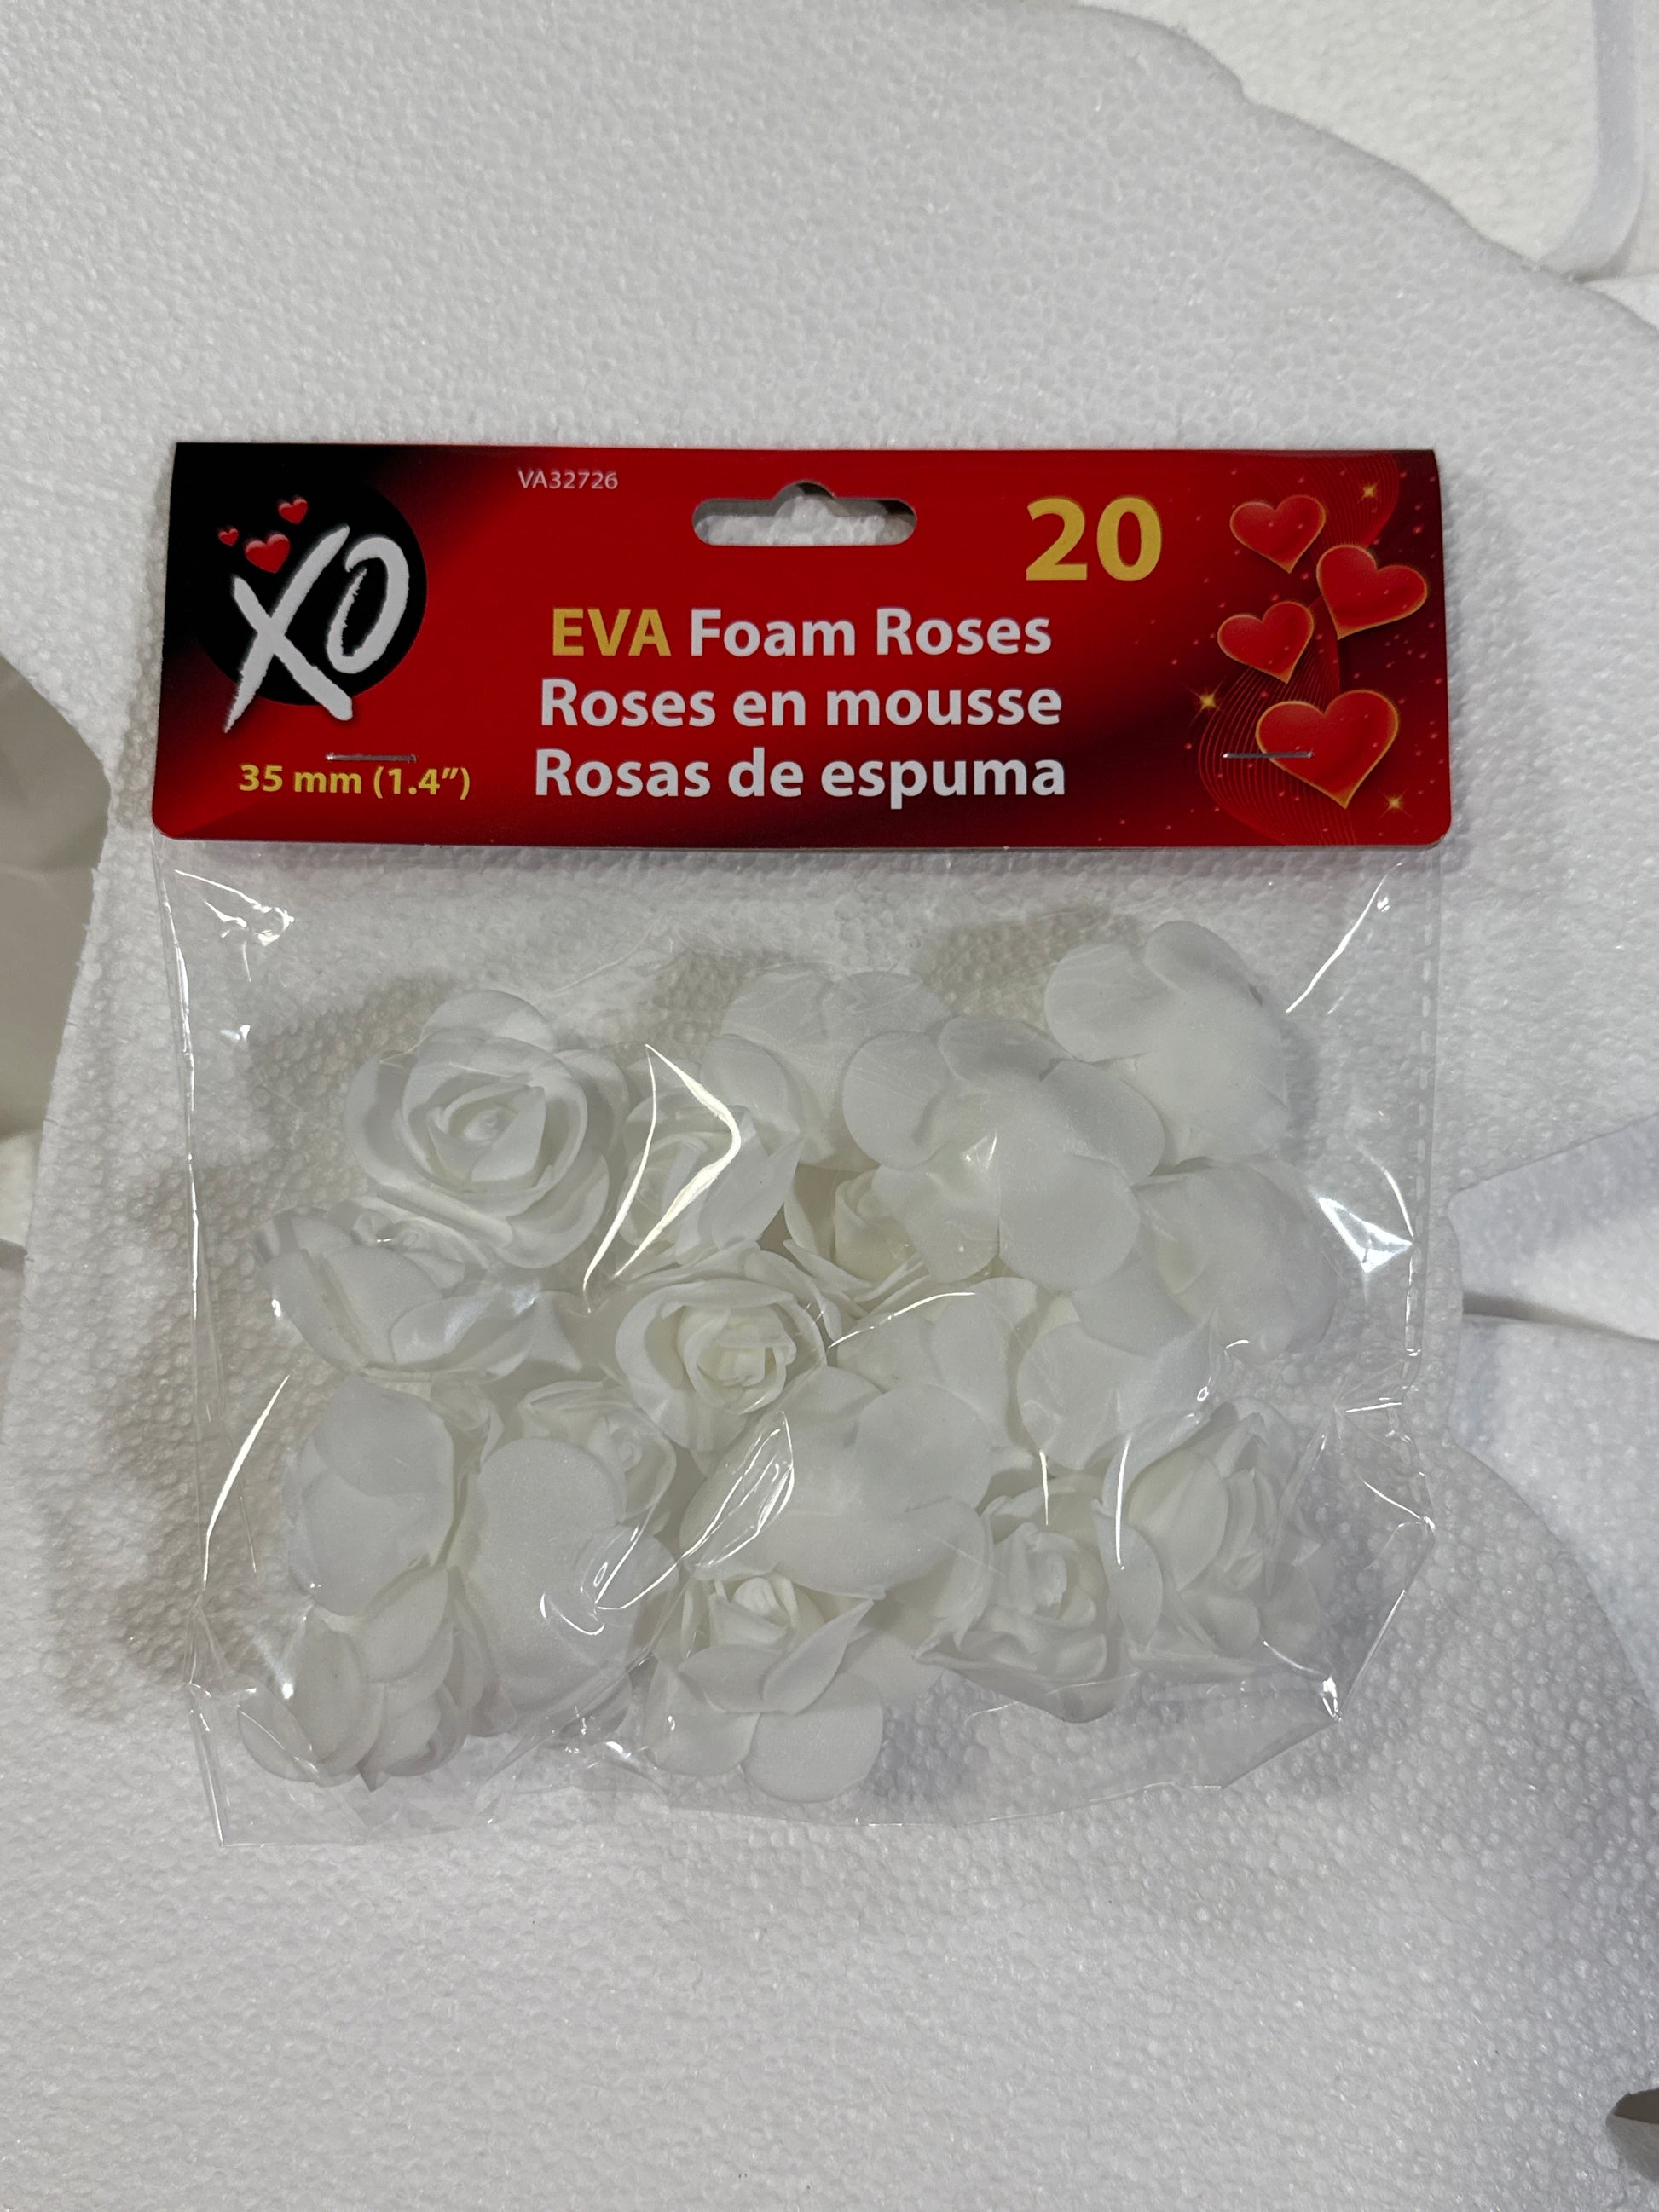 VA32726
XO
20
EVA Foam Roses
Roses en mousse
Rosas de espuma
35 mm (1.4″)